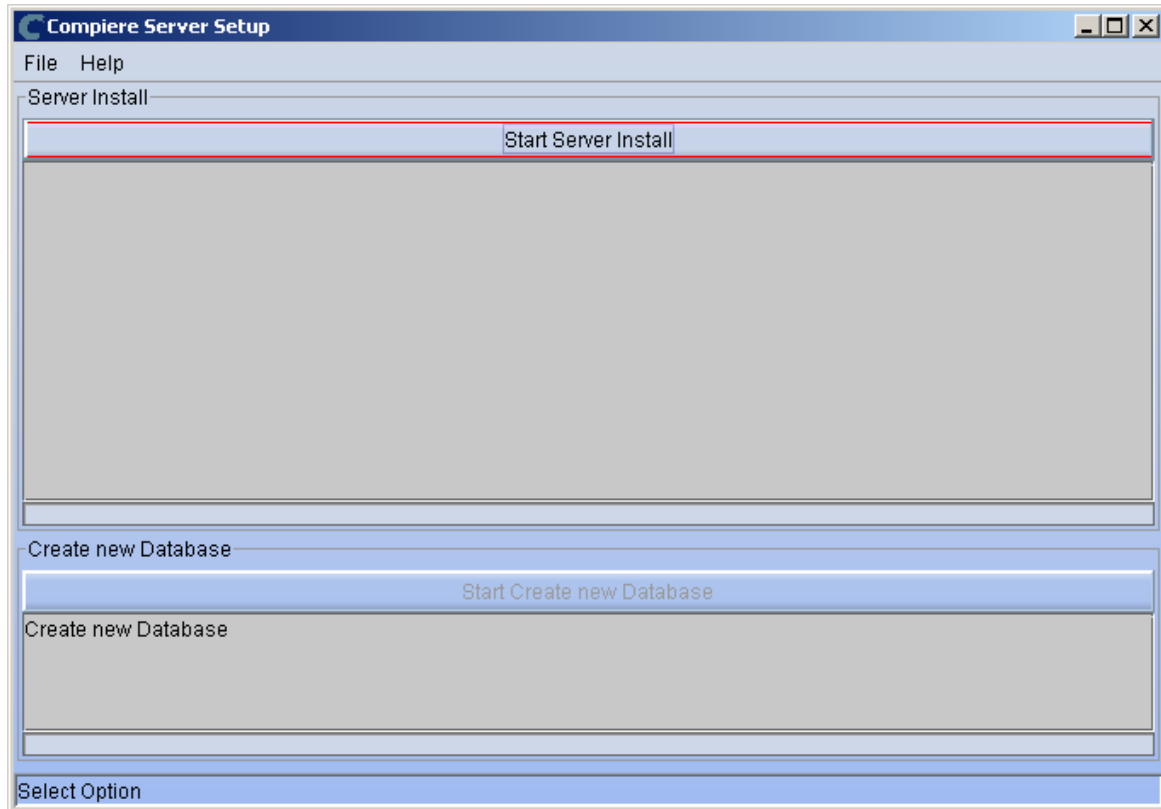 Compiere Server Setup
File Help
Server Install
Start Server Install
Create new Database
Start Create new Database
Create new Database
Select Option